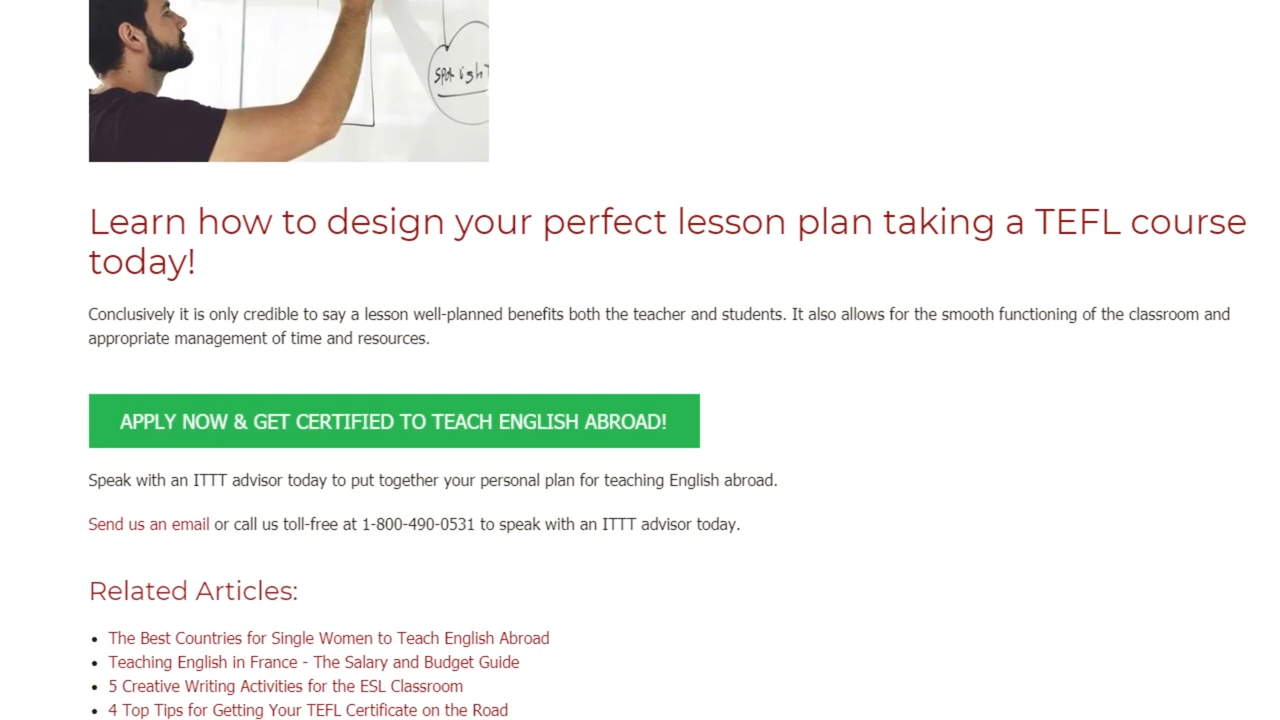 spot igh
Learn how to design your perfect lesson plan taking a TEFL course
today!
Conclusively it is only credible to say a lesson well-planned benefits both the teacher and students. It also allows for the smooth functioning of the classroom and
appropriate management of time and resources.
APPLY NOW & GET CERTIFIED TO TEACH ENGLISH ABROAD!
Speak with an ITTT advisor today to put together your personal plan for teaching English abroad.
Send us an email or call us toll-free at 1-800-490-0531 to speak with an ITTT advisor today.
Related Articles:
• The Best Countries for Single Women to Teach English Abroad
• Teaching English in France - The Salary and Budget Guide
• 5 Creative Writing Activities for the ESL Classroom
• 4 Top Tips for Getting Your TEFL Certificate on the Road